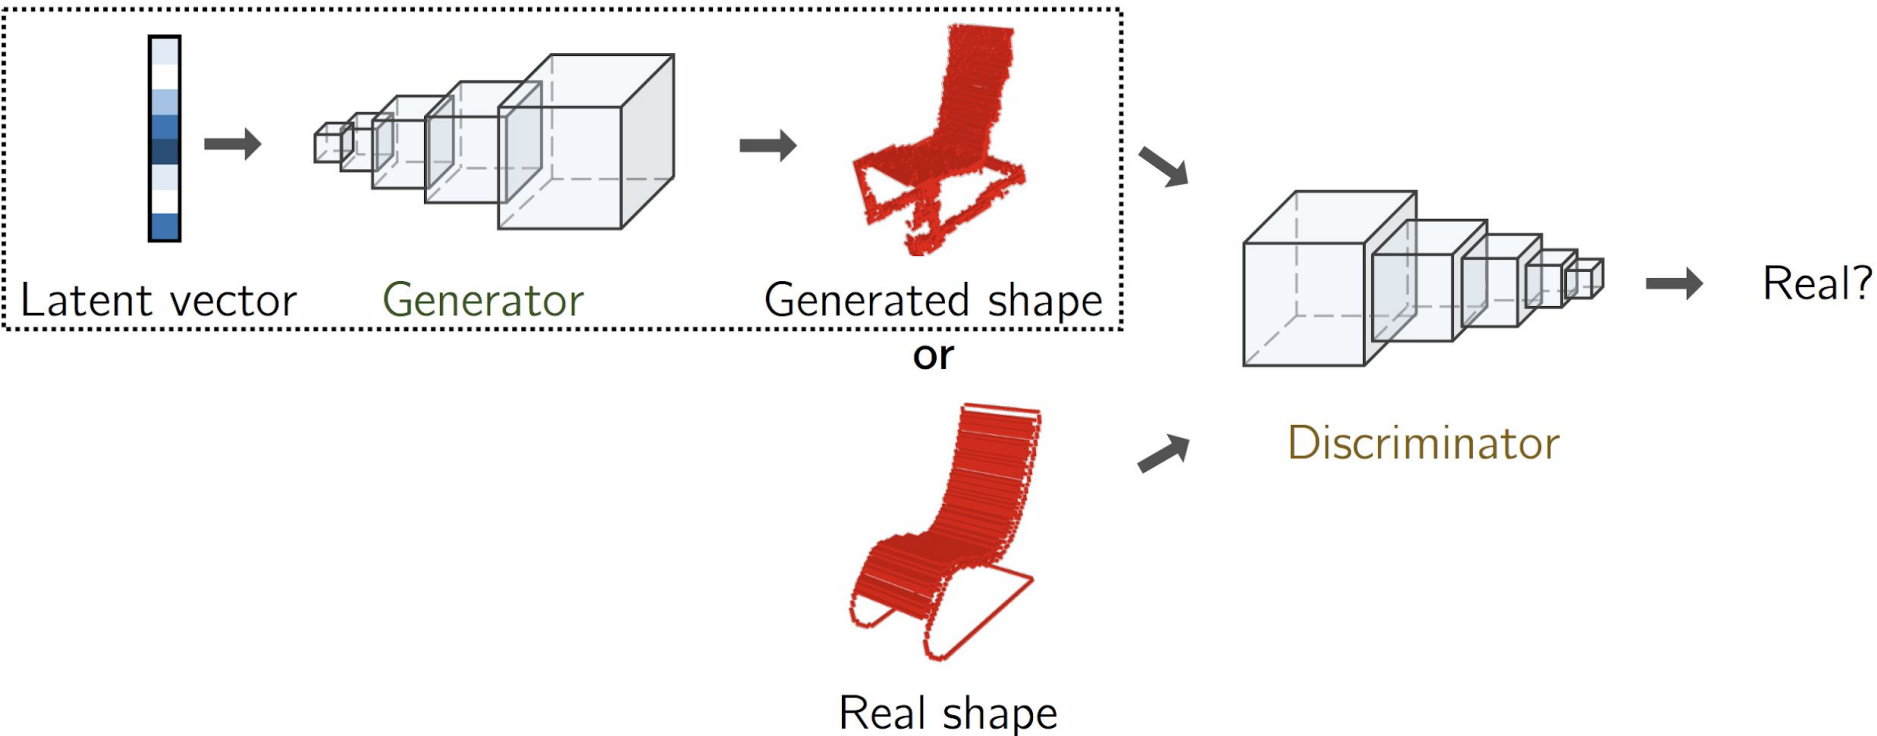 Latent vector
Generator
Generated shape
or
Real shape
Discriminator
Real?